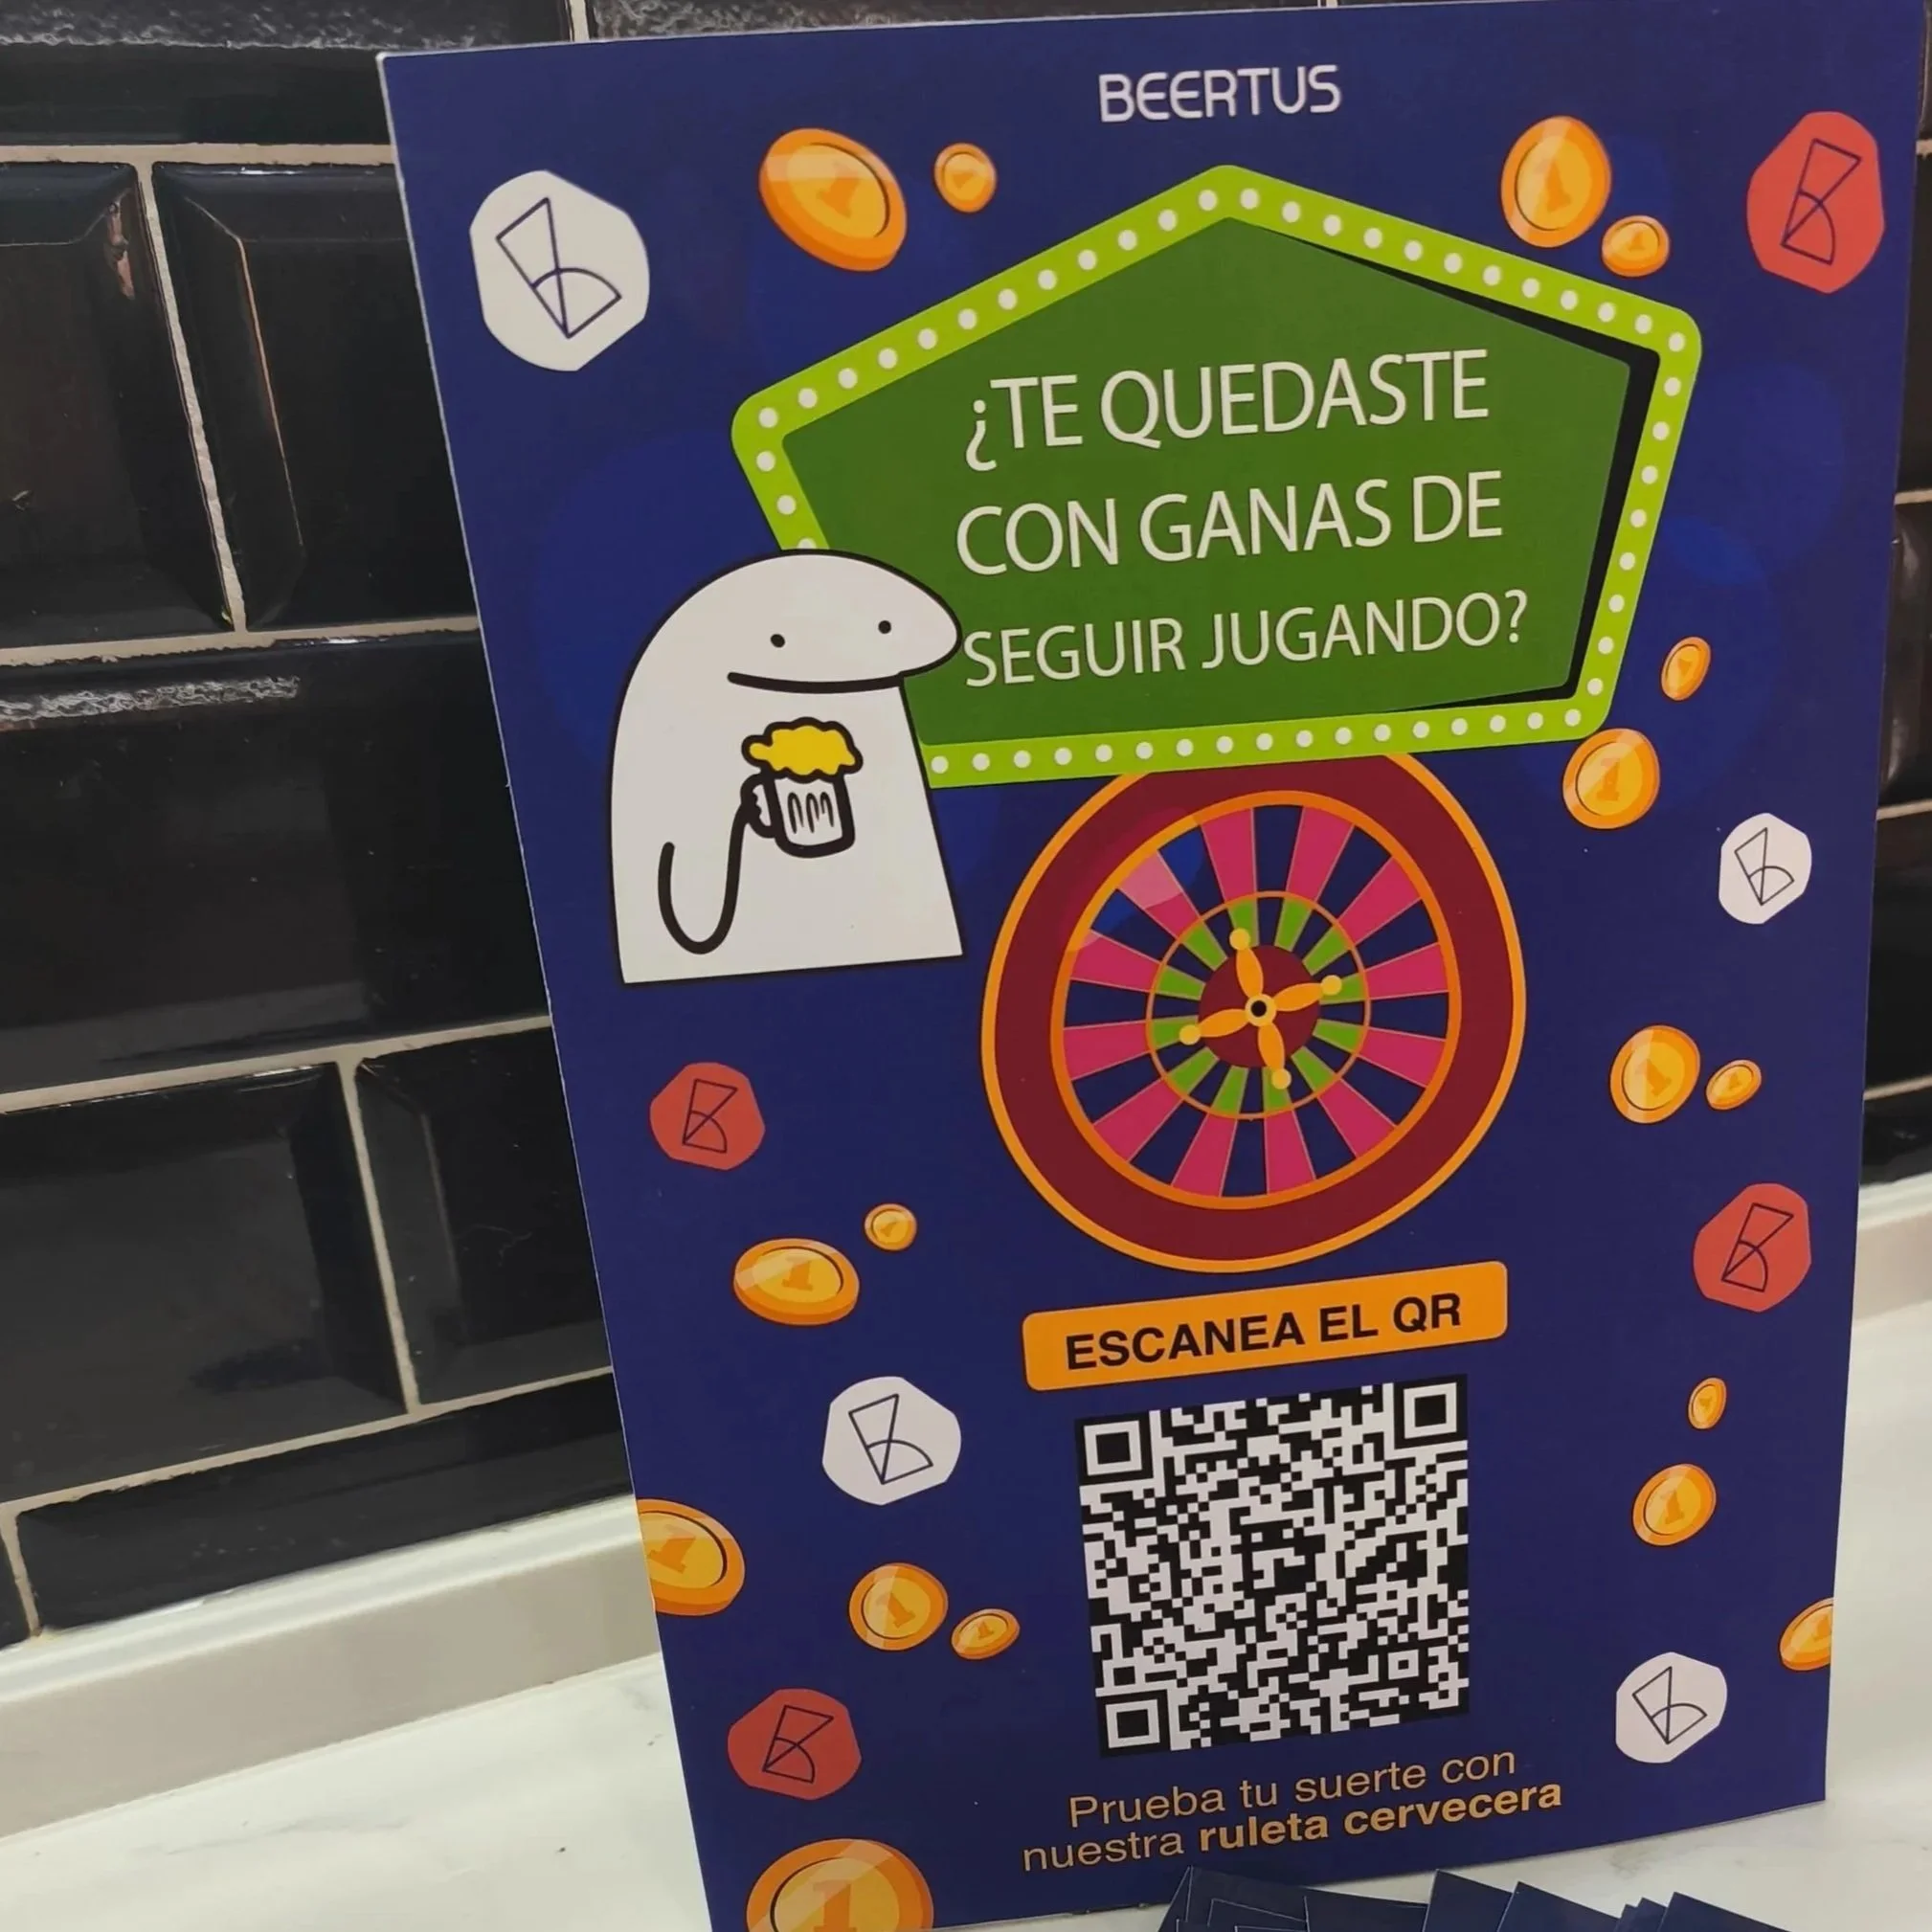 BEERTUS
¿TE QUEDASTE
CON GANAS DE
SEGUIR JUGANDO?
ESCANEA EL QR
Prueba tu suerte con
nuestra ruleta cervecera